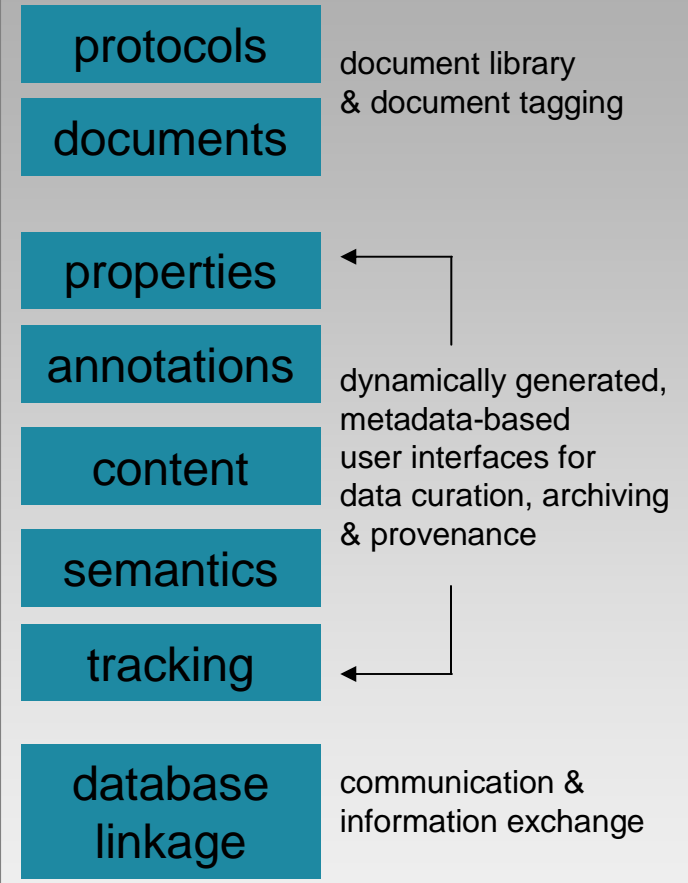 protocols
documents
document library
& document tagging
properties
annotations
content
semantics
tracking
dynamically generated,
metadata-based
user interfaces for
data curation, archiving
& provenance
database
linkage
communication &
information exchange